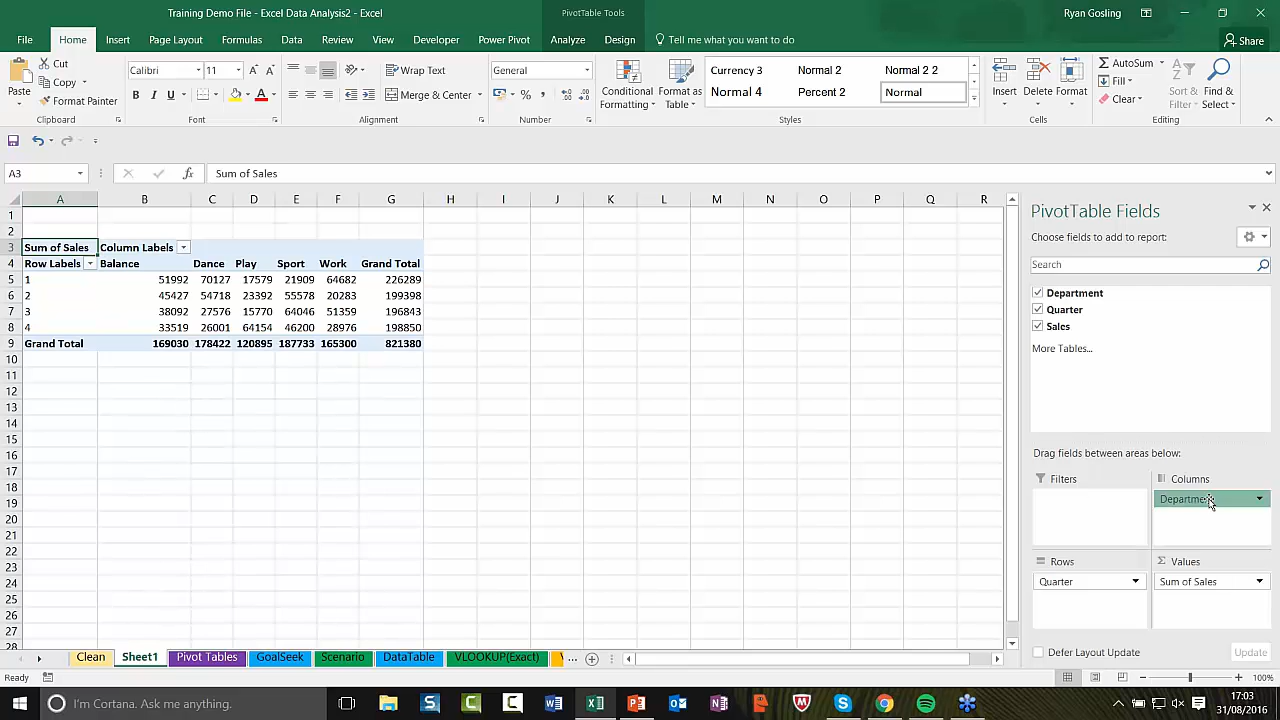 Training Demo File - Excel Data Analysis2 - Excel
PivotTable Tools
Ryan Gosling
File Home Insert Page Layout Formulas Data Review View Developer Power Pivot Analyze Design Tell me what you want to do Share
Paste
Cut
Copy
Format Painter
Clipboard
Calibri 11
B I U
Font
Wrap Text
Merge & Center
Alignment
General
Number
Conditional Formatting
Format as Table
Currency 3 Normal 2 Normal 2 2
Normal 4 Percent 2 Normal
Styles
Insert Delete Format
Cells
AutoSum
Fill
Clear
Sort & Filter
Find & Select
Editing
A3 fx Sum of Sales
A B C D E F G H I J K L M N O P Q R
1
2
3 Sum of Sales Column Labels
4 Row Labels Balance Dance Play Sport Work Grand Total
5 1 51992 70127 17579 21909 64682 226289
6 2 45427 54718 23392 55578 20283 199398
7 3 38092 27576 15770 64046 51359 196843
8 4 33519 26001 64154 46200 28976 198850
9 Grand Total 169030 178422 120895 187733 165300 821380
10
11
12
13
14
15
16
17
18
19
20
21
22
23
24
25
26
27
28
PivotTable Fields
Choose fields to add to report:
Search
Department
Quarter
Sales
More Tables...
Drag fields between areas below:
Filters
Columns
Department
Rows
Quarter
Values
Sum of Sales
Defer Layout Update Update
Clean Sheet1 Pivot Tables GoalSeek Scenario DataTable VLOOKUP(Exact) ...
Ready 100%
I'm Cortana. Ask me anything.
17:03
31/08/2016